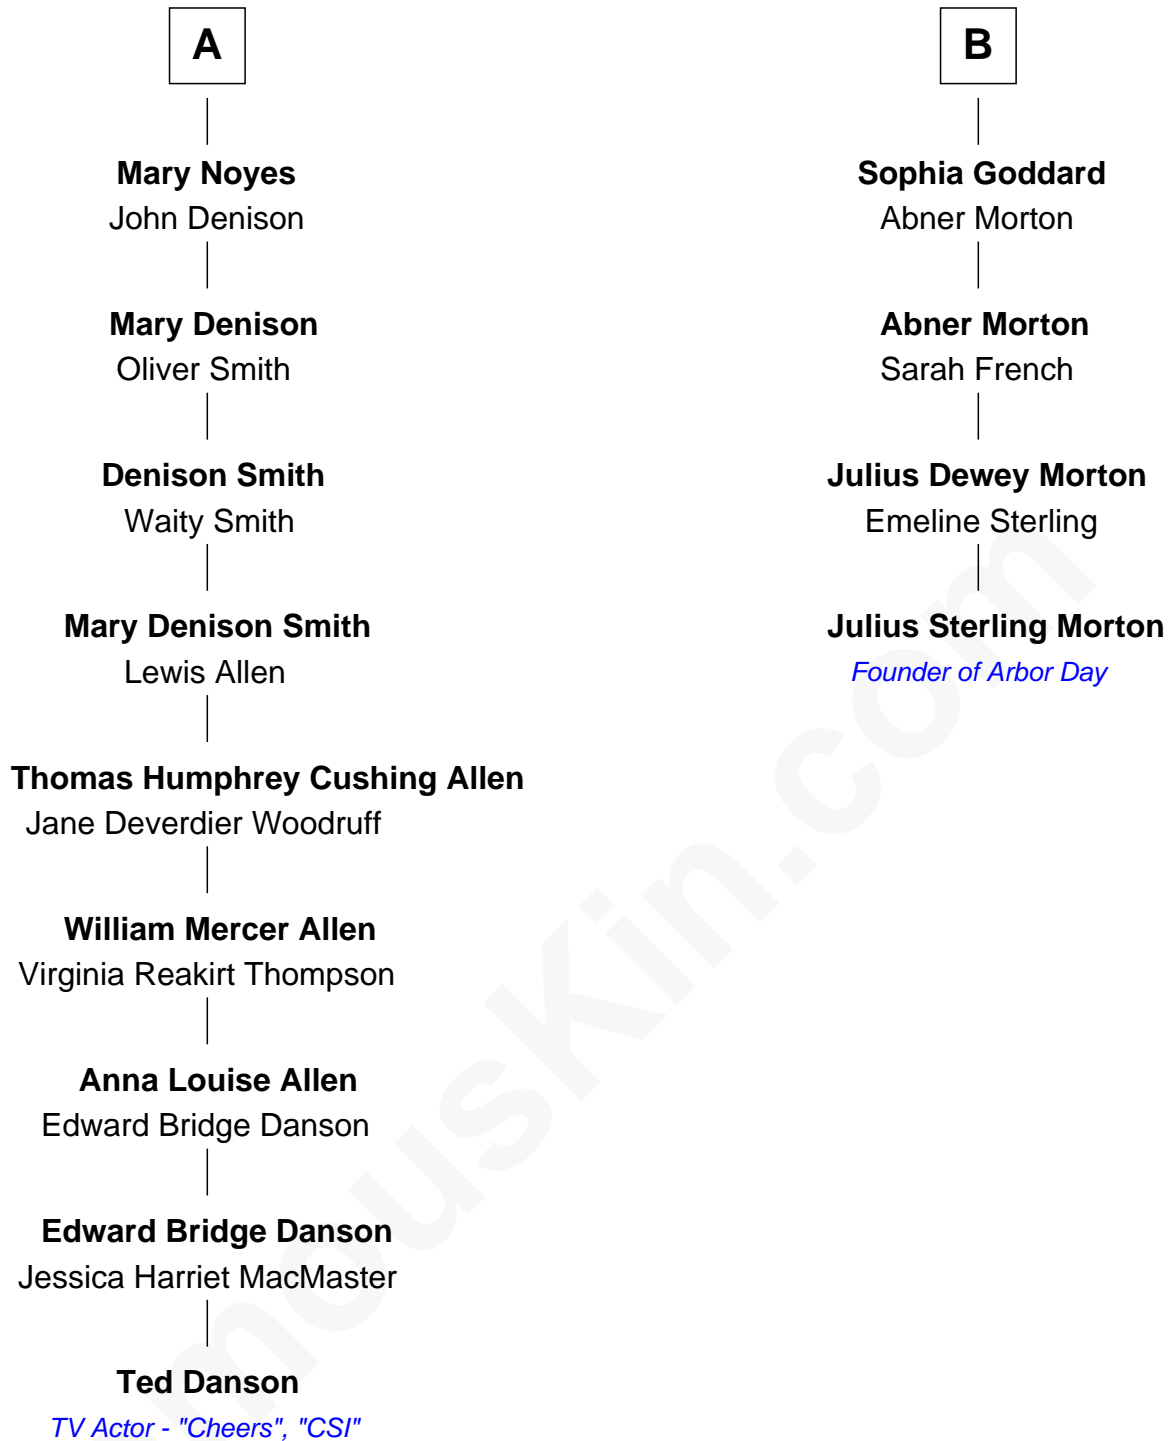 A
Mary Noyes
John Denison
Mary Denison
Oliver Smith
Denison Smith
Waity Smith
Mary Denison Smith
Lewis Allen
Thomas Humphrey Cushing Allen
Jane Deverdier Woodruff
William Mercer Allen
Virginia Reakirt Thompson
Anna Louise Allen
Edward Bridge Danson
Edward Bridge Danson
Jessica Harriet MacMaster
Ted Danson
TV Actor - "Cheers", "CSI"
B
Sophia Goddard
Abner Morton
Abner Morton
Sarah French
Julius Dewey Morton
Emeline Sterling
Julius Sterling Morton
Founder of Arbor Day
mousKin.com